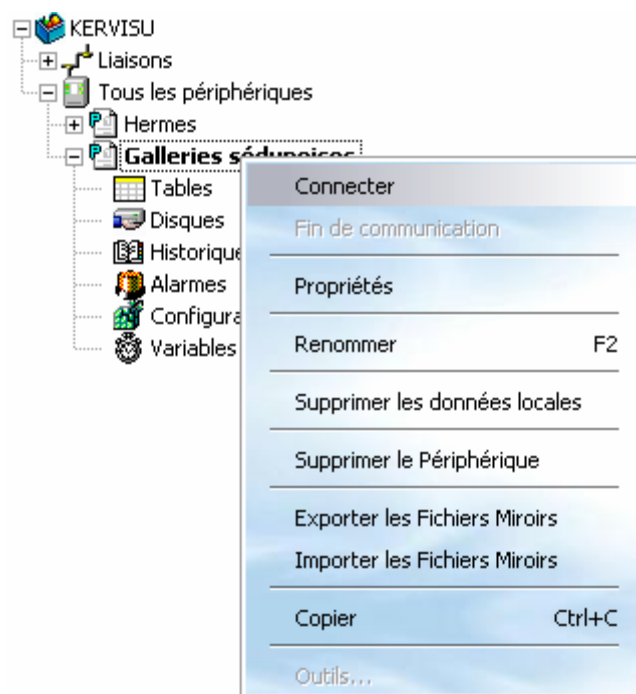 KERVISU
Liaisons
Tous les périphériques
Hermes
Galleries
Tables
Disques
Alarmes
Variables
Connecter
Fin de communication
Propriétés
Renommer F2
Supprimer les données locales
Supprimer le Périphérique
Exporter les Fichiers Miroirs
Importer les Fichiers Miroirs
Copier Ctrl+C
Outils...